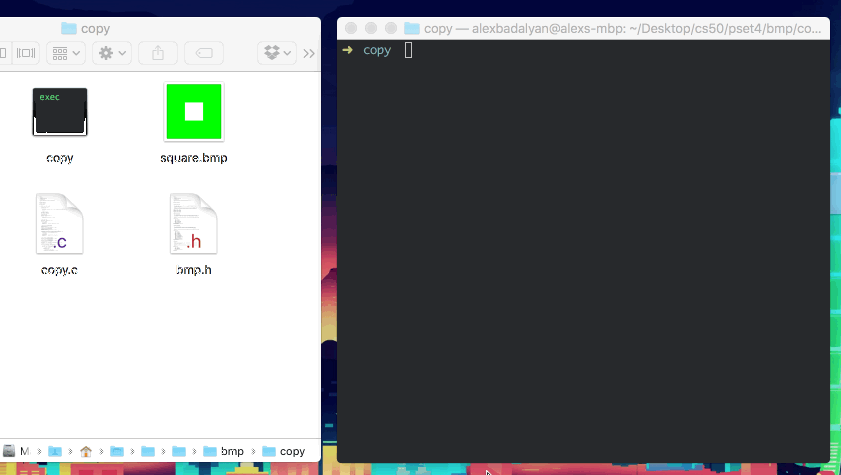 copy
exec
copy
square.bmp
.c
copy.c
.h
bmp.h
M › › › › › › bmp › copy
copy — alexbadalyan@alexs-mbp: ~/Desktop/cs50/pset4/bmp/co...
➜ copy